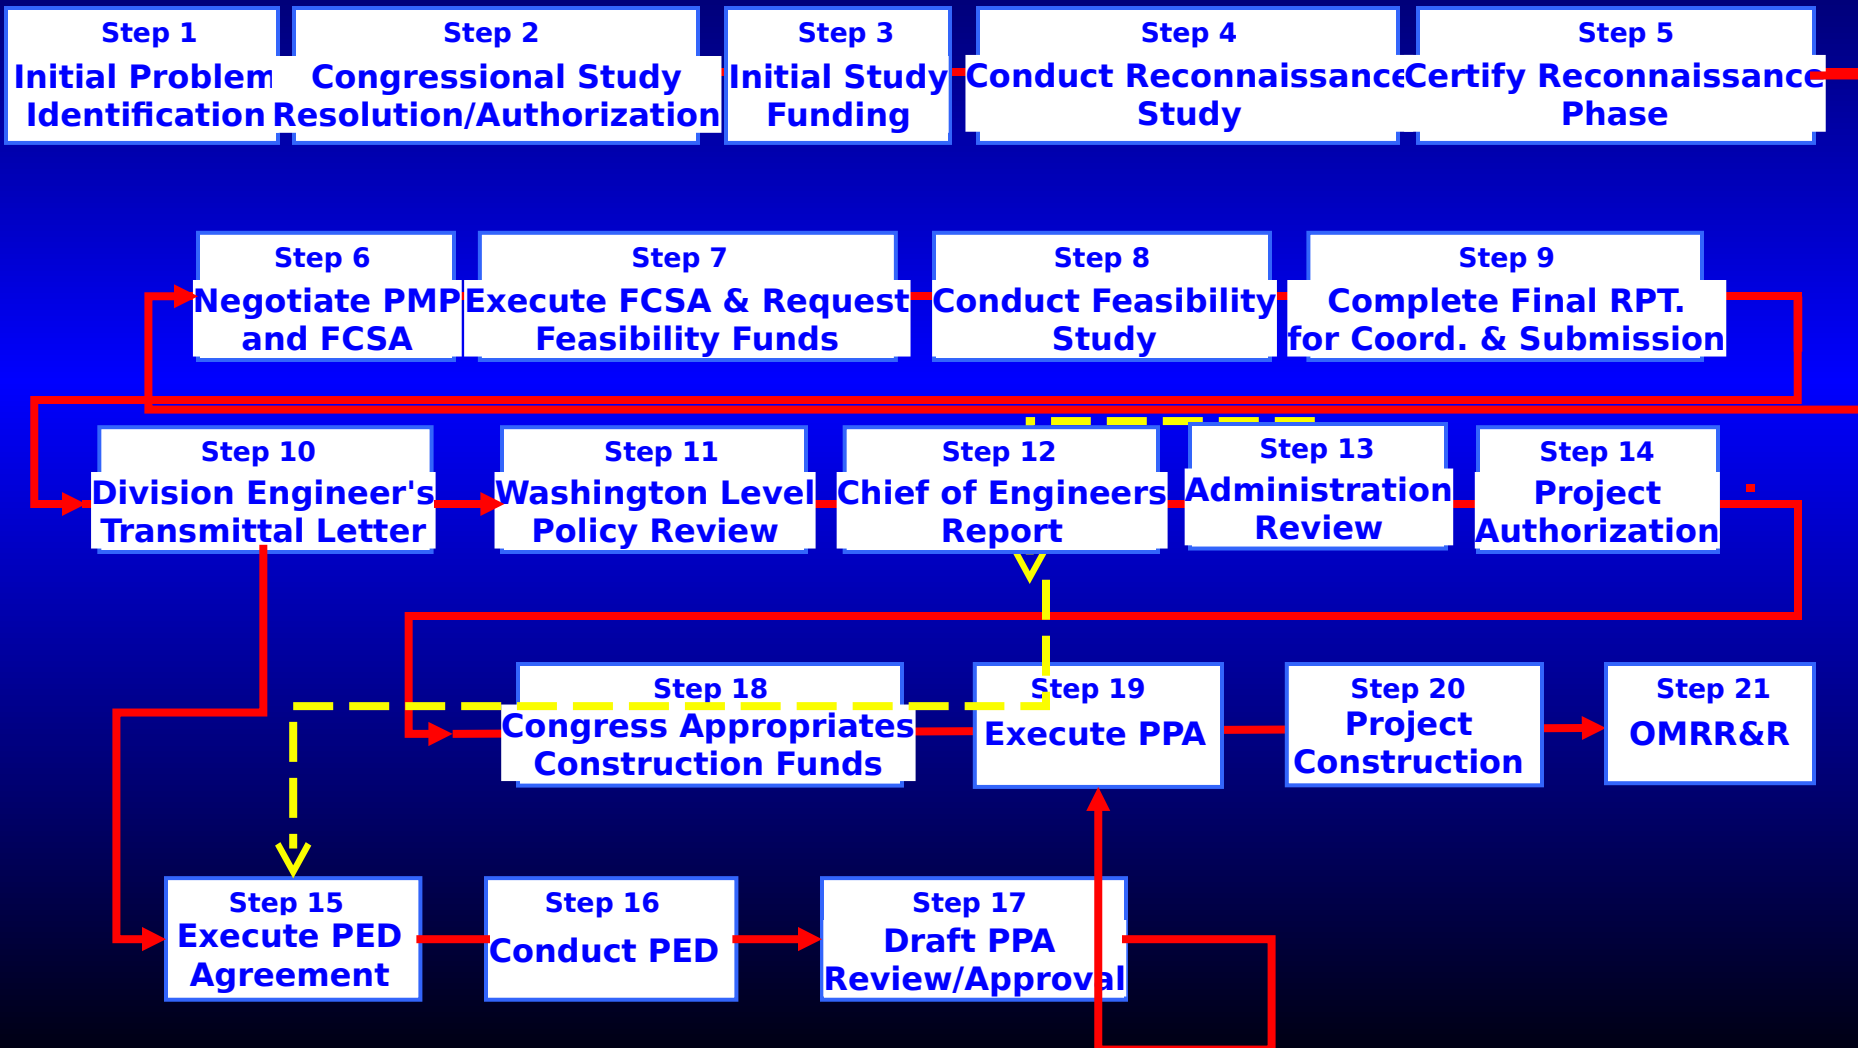 Step 1
Initial Problem
Identification
Step 2
Congressional Study
Resolution/Authorization
Step 3
Initial Study
Funding
Step 4
Conduct Reconnaissance
Study
Step 5
Certify Reconnaissance
Phase
Step 6
Negotiate PMP
and FCSA
Step 7
Execute FCSA & Request
Feasibility Funds
Step 8
Conduct Feasibility
Study
Step 9
Complete Final RPT.
for Coord. & Submission
Step 10
Division Engineer's
Transmittal Letter
Step 11
Washington Level
Policy Review
Step 12
Chief of Engineers
Report
Step 13
Administration
Review
Step 14
Project
Authorization
Step 18
Congress Appropriates
Construction Funds
Step 19
Execute PPA
Step 20
Project
Construction
Step 21
OMRR&R
Step 15
Execute PED
Agreement
Step 16
Conduct PED
Step 17
Draft PPA
Review/Approval